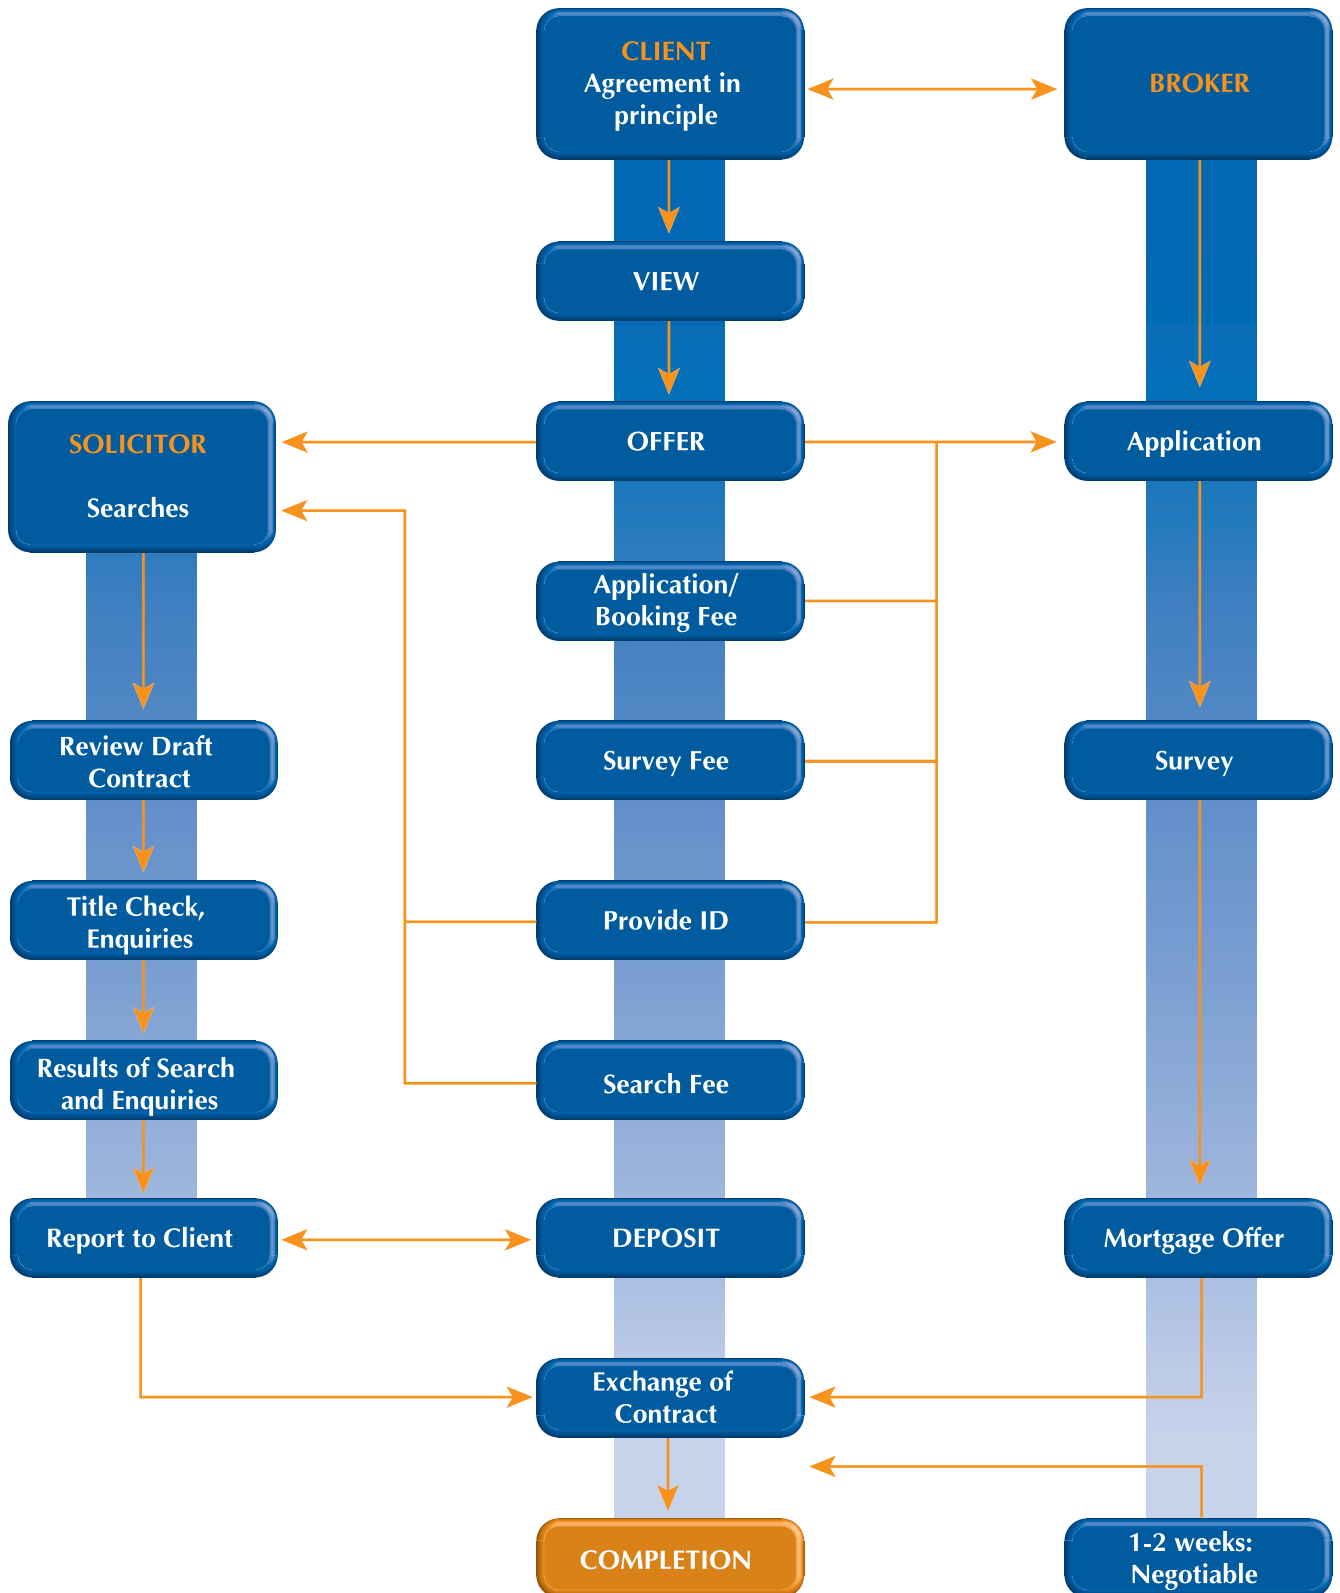 CLIENT
Agreement in
principle
BROKER
VIEW
SOLICITOR
Searches
OFFER
Application
Application/
Booking Fee
Review Draft
Contract
Survey Fee
Survey
Title Check,
Enquiries
Provide ID
Results of Search
and Enquiries
Search Fee
Report to Client
DEPOSIT
Mortgage Offer
Exchange of
Contract
COMPLETION
1-2 weeks:
Negotiable